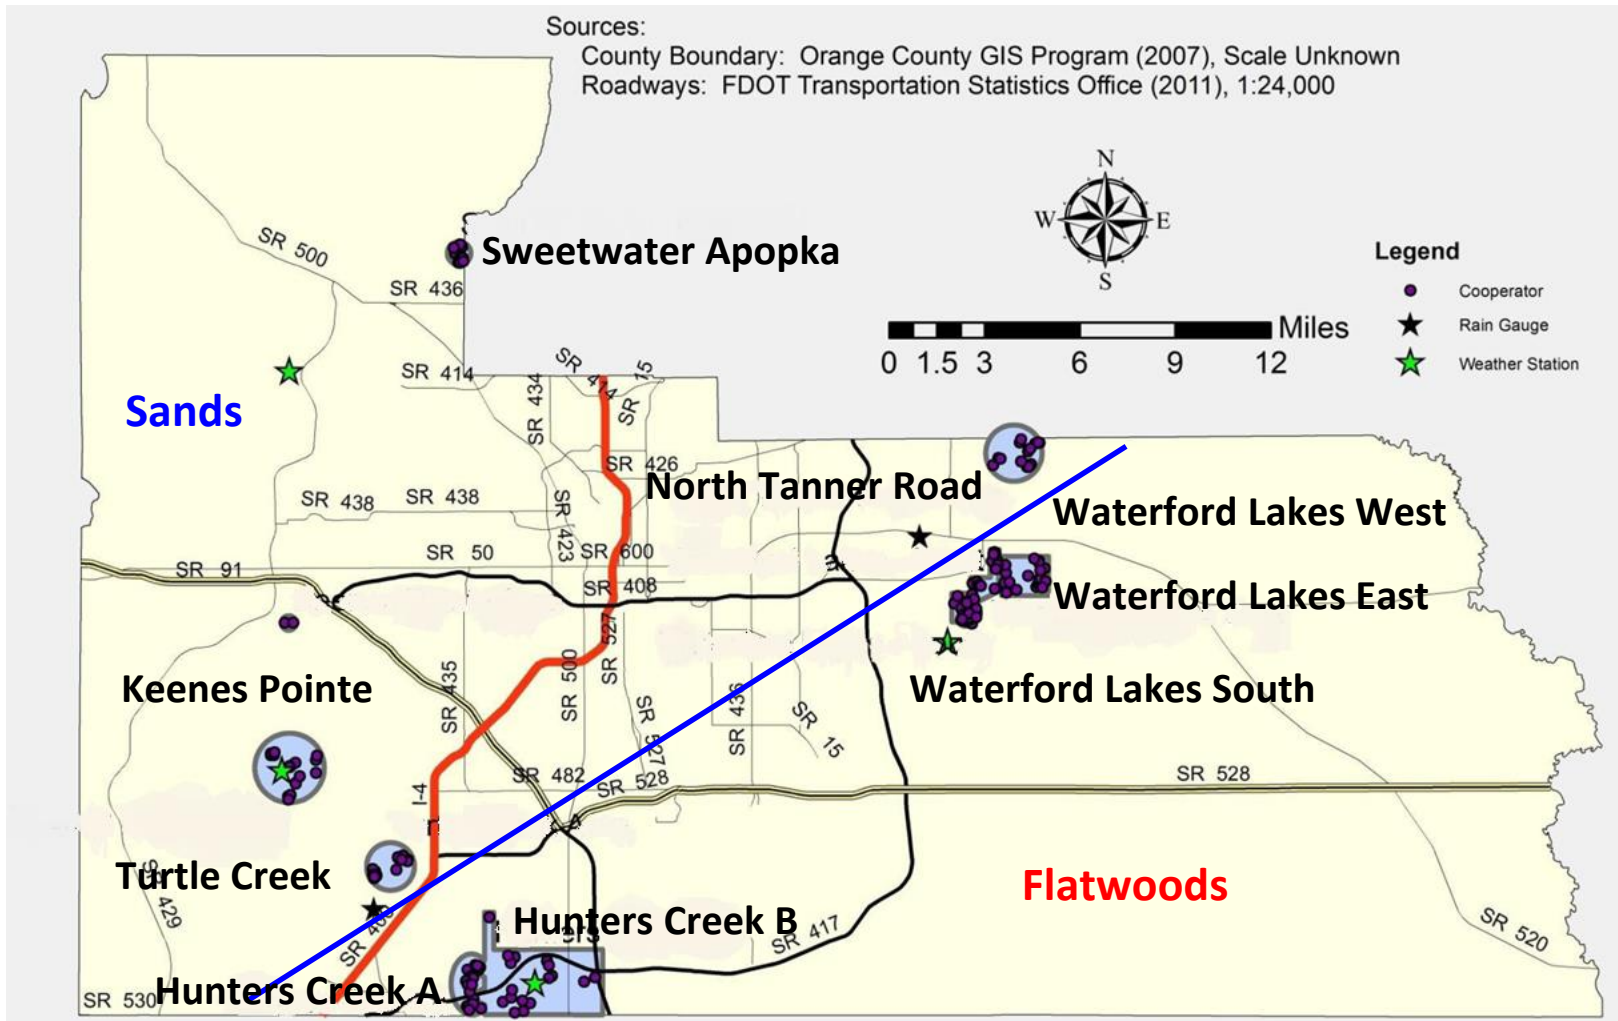 Sources:
County Boundary: Orange County GIS Program (2007), Scale Unknown
Roadways: FDOT Transportation Statistics Office (2011), 1:24,000
N
W
E
S
Legend
Cooperator
Rain Gauge
Weather Station
Miles
0 1.5 3 6 9 12
SR 500
Sweetwater Apopka
SR 436
SR 414
SR 414
SR 15
SR 434
Sands
SR 426
North Tanner Road
SR 438
SR 438
SR 423
Waterford Lakes West
SR 50
SR 600
SR 91
SR 408
Waterford Lakes East
SR 527
Keenes Pointe
SR 435
SR 500
Waterford Lakes South
SR 436
SR 15
SR 527
SR 482
SR 528
SR 528
I-4
Turtle Creek
SR 429
Flatwoods
Hunters Creek B
SR 417
SR 520
SR 400
Hunters Creek A
SR 530